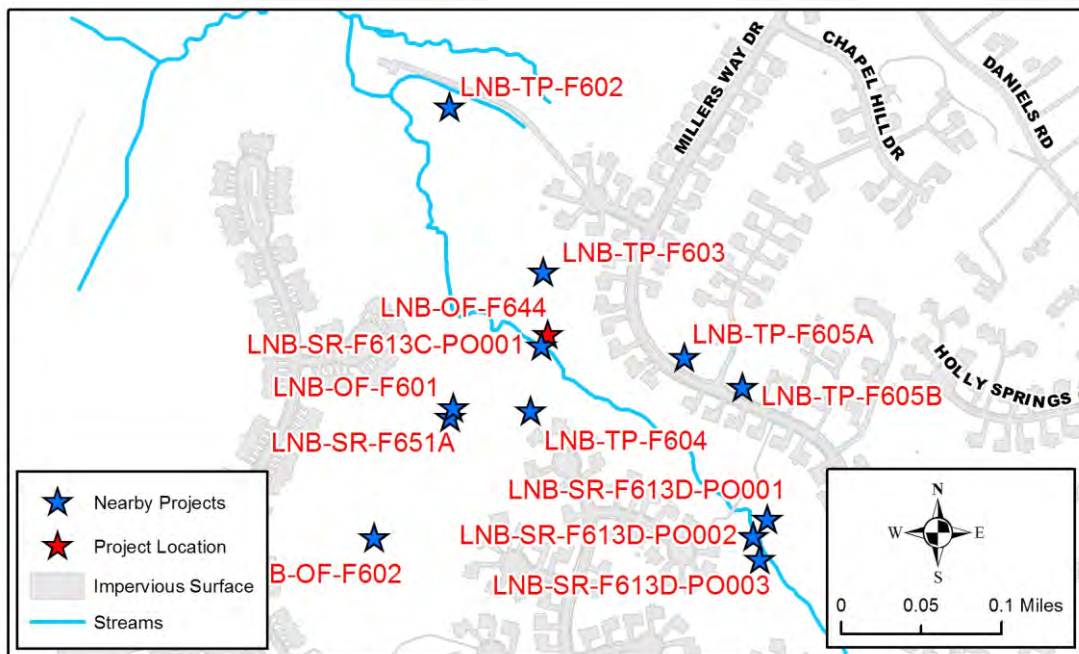 MILLERS WAY DR
CHAPEL HILL DR
DANIELS RD
LNB-TP-F602
LNB-TP-F603
LNB-OF-F644
LNB-SR-F613C-PO001
LNB-TP-F605A
LNB-OF-F601
LNB-TP-F605B
HOLLY SPRINGS
LNB-SR-F651A
LNB-TP-F604
LNB-SR-F613D-PO001
LNB-SR-F613D-PO002
B-OF-F602
LNB-SR-F613D-PO003
Nearby Projects
Project Location
Impervious Surface
Streams
N
W E
S
0 0.05 0.1 Miles